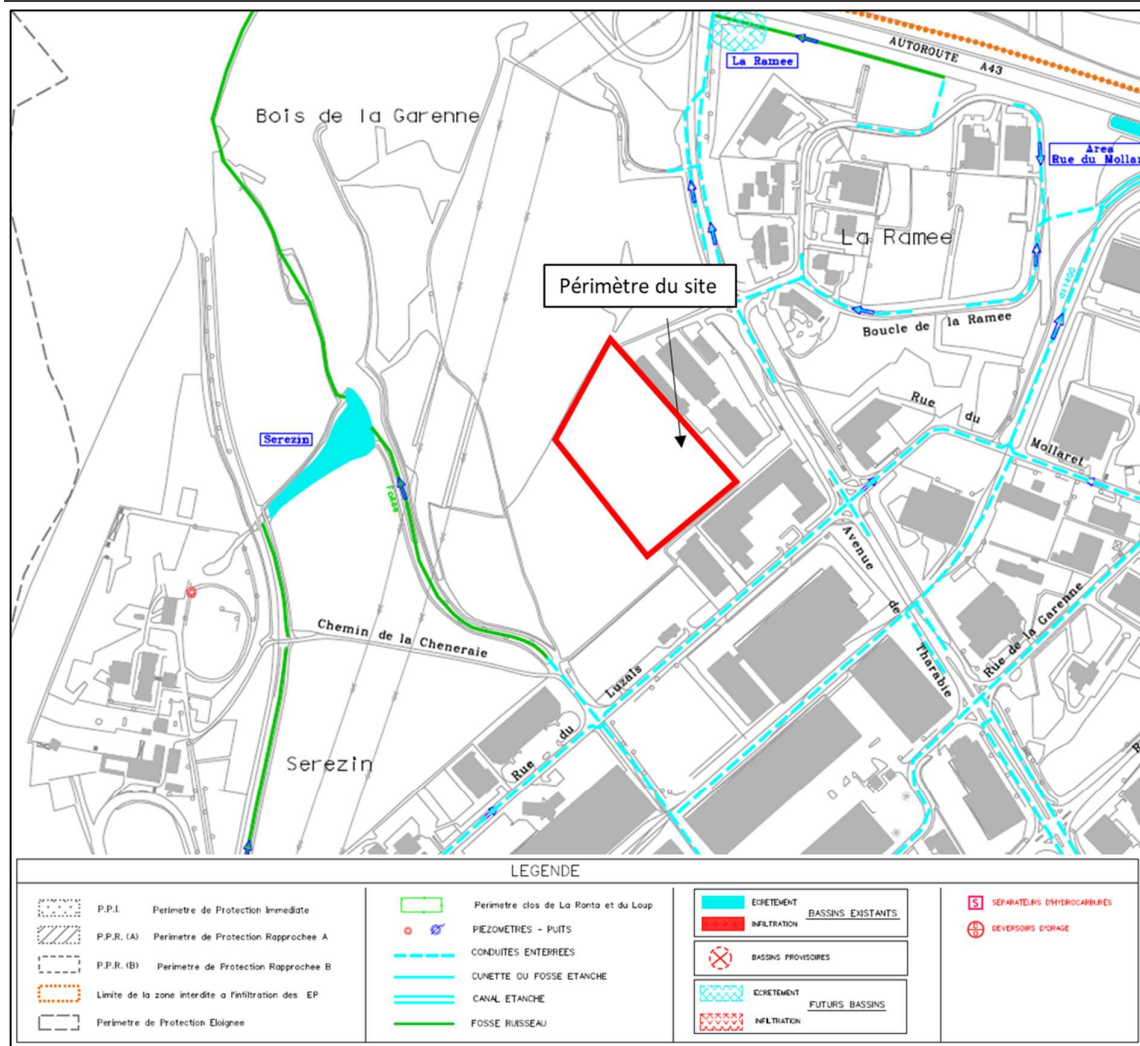 AUTOROUTE A43
La Ramee
Bois de la Garenne
Area
Rue du Mollar
La Ramee
Périmètre du site
Boucle de la Ramee
Rue du
Mollaret
Serezin
Fosse
Avenue
de
Tharabie
Rue de la Garenne
Chemin de la Cheneraie
Rue du Luzais
Serezin
LEGENDE
P.P.I. Perimetre de Protection Immediate
P.P.R. (A) Perimetre de Protection Rapprochee A
P.P.R. (B) Perimetre de Protection Rapprochee B
Limite de la zone interdite a l'infiltration des EP
Perimetre de Protection Eloignee
Perimetre clos de La Ronta et du Loup
PIEZOMETRES - PUITS
CONDUITES ENTERREES
CUNETTE OU FOSSE ETANCHE
CANAL ETANCHE
FOSSE RUISSEAU
ECRETEMENT
BASSINS EXISTANTS
INFILTRATION
BASSINS PROVISOIRES
ECRETEMENT
FUTURS BASSINS
INFILTRATION
S SEPARATEURS D'HYDROCARBURES
DEVERSOIRS D'ORAGE